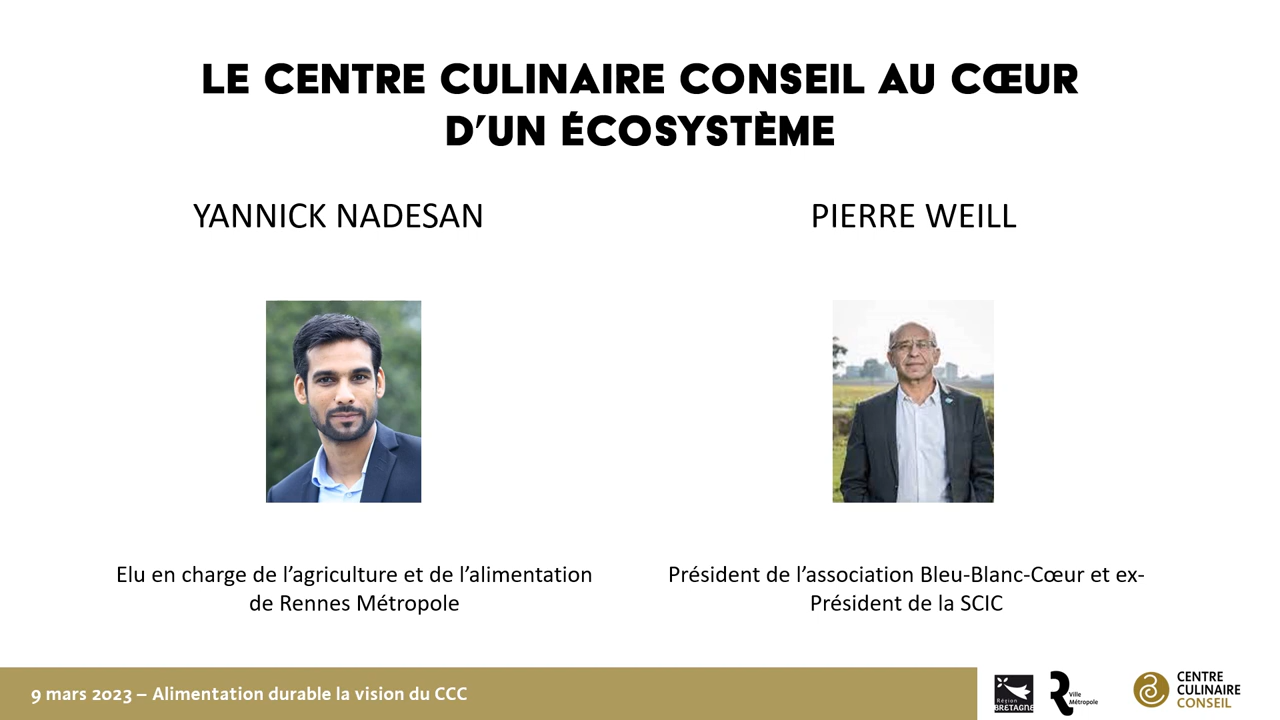 LE CENTRE CULINAIRE CONSEIL AU CŒUR
D’UN ÉCOSYSTÈME
YANNICK NADESAN
PIERRE WEILL
Elu en charge de l’agriculture et de l’alimentation
de Rennes Métropole
Président de l’association Bleu-Blanc-Cœur et ex-
Président de la SCIC
9 mars 2023 – Alimentation durable la vision du CCC
Région
BRETAGNE
R
Ville
Métropole
CENTRE
CULINAIRE
CONSEIL